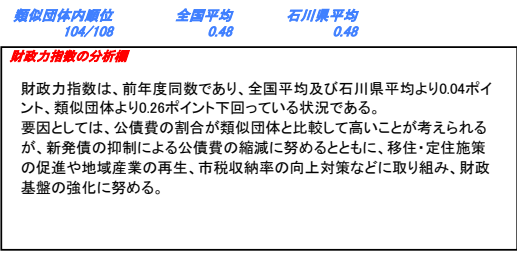 類似団体内順位 全国平均 石川県平均
104/108 0.48 0.48
財政力指数の分析欄
財政力指数は、前年度同数であり、全国平均及び石川県平均より0.04ポイ
ント、類似団体より0.26ポイント下回っている状況である。
要因としては、公債費の割合が類似団体と比較して高いことが考えられる
が、新発債の抑制による公債費の縮減に努めるとともに、移住・定住施策
の促進や地域産業の再生、市税収納率の向上対策などに取り組み、財政
基盤の強化に努める。